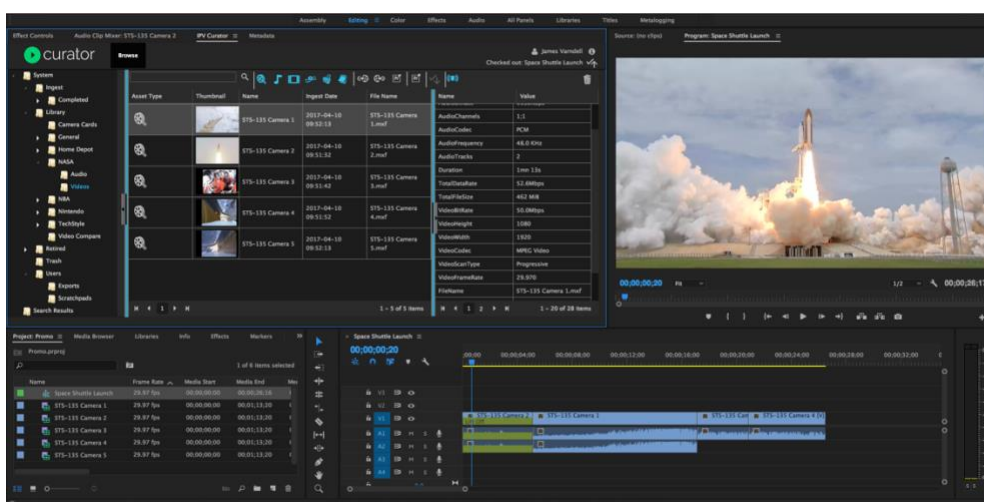 Assembly Editing Color Effects Audio All Panels Libraries Titles Metalogging
Effect Controls Audio Clip Mixer: STS-135 Camera 2 IPV Curator Metadata
curator
Browse
James Varndell
Checked out: Space Shuttle Launch
System
Ingest
Completed
Library
Camera Cards
General
Home Depot
NASA
Audio
Videos
NBA
Nintendo
TechStyle
Video Compare
Retired
Trash
Users
Exports
Scratchpads
Search Results
Asset Type Thumbnail Name Ingest Date File Name
STS-135 Camera 1 2017-04-10 09:52:13 STS-135 Camera 1.mxf
STS-135 Camera 2 2017-04-10 09:51:32 STS-135 Camera 2.mxf
STS-135 Camera 3 2017-04-10 09:51:42 STS-135 Camera 3.mxf
STS-135 Camera 4 2017-04-10 09:51:52 STS-135 Camera 4.mxf
STS-135 Camera 5 2017-04-10 09:52:13 STS-135 Camera 5.mxf
1 1 - 5 of 5 items
Name Value
AudioChannels 1;1
AudioCodec PCM
AudioFrequency 48.0 KHz
AudioTracks 2
Duration 1mn 13s
TotalDataRate 52.6Mbps
TotalFileSize 462 MiB
VideoBitRate 50.0Mbps
VideoHeight 1080
VideoWidth 1920
VideoCodec MPEG Video
VideoScanType Progressive
VideoFrameRate 29.970
FileName STS-135 Camera 1.mxf
1 2 1 - 20 of 28 items
Source: (no clips) Program: Space Shuttle Launch
00;00;00;20 Fit 1/2 00;00;26;17
Project: Promo Media Browser Libraries Info Effects Markers
Promo.prproj
1 of 6 items selected
Name Frame Rate Media Start Media End
Space Shuttle Launch 29.97 fps 00;00;00;00 00;00;26;16
STS-135 Camera 1 29.97 fps 00;00;00;00 00;01;13;20
STS-135 Camera 2 29.97 fps 00;00;00;00 00;01;13;20
STS-135 Camera 3 29.97 fps 00;00;00;00 00;01;13;20
STS-135 Camera 4 29.97 fps 00;00;00;00 00;01;13;20
STS-135 Camera 5 29.97 fps 00;00;00;00 00;01;13;20
Space Shuttle Launch
00;00;00;20
;00;00 00;00;04;00 00;00;08;00 00;00;12;00 00;00;16;00 00;00;20;00 00;00;24;00 00;00;28;00 00;00;32;00
V3
V2
V1 STS-135 Camera 2 STS-135 Camera 1 STS-135 Cam STS-135 Camera 4 [V]
A1 M S
A2 M S
A3 M S
A4 M S
S S